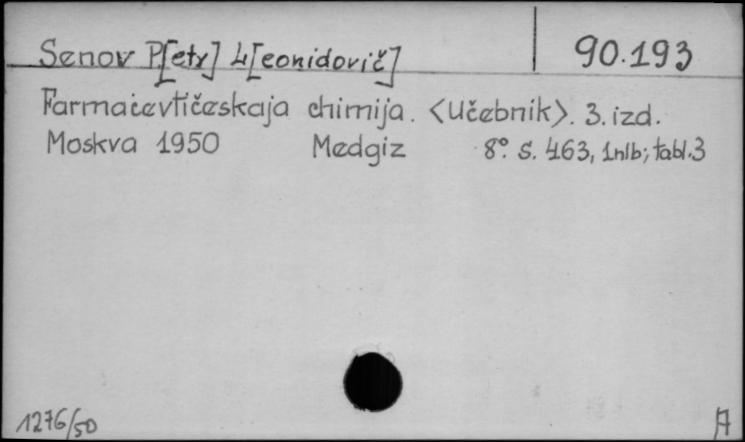 Senov P.[etr] L[eonidovič] 90.193
Farmacevtičeskaja chimija. <Učebnik>. 3. izd.
Moskva 1950 Medgiz 8° S. 463, 1nlb; tabl.3
1276/50 A